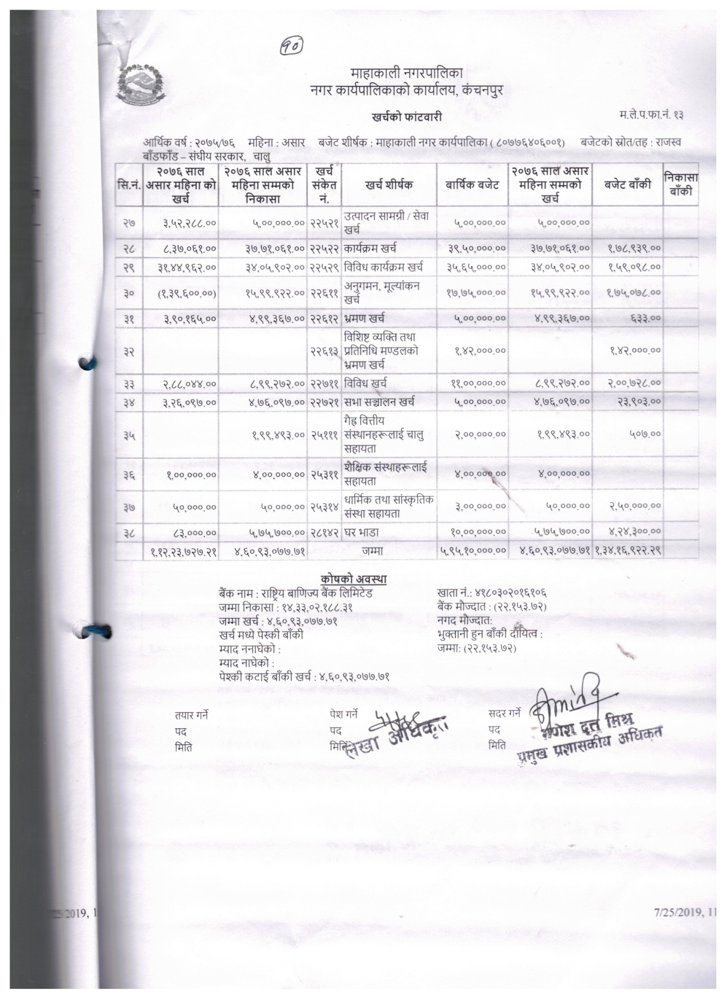 १०
माहाकाली नगरपालिका
नगर कार्यपालिकाको कार्यालय, कंचनपुर
खर्चको फांटवारी
म.ले.प.फा.नं. १३
आर्थिक वर्ष : २०७५/७६ महिना : असार बजेट शीर्षक : माहाकाली नगर कार्यपालिका ( ८०७७६४०६००१) बजेटको स्रोत/तह : राजस्व
बाँडफाँड – संघीय सरकार, चालु
सि.नं. २०७६ साल असार महिना को खर्च २०७६ साल असार महिना सम्मको निकासा खर्च संकेत नं. खर्च शीर्षक बार्षिक बजेट २०७६ साल असार महिना सम्मको खर्च बजेट बाँकी निकासा बाँकी
२७ ३,५२,२८८.०० ५,००,०००.०० २२५२१ उत्पादन सामग्री / सेवा खर्च ५,००,०००.०० ५,००,०००.००
२८ ८,३७,०६१.०० ३७,७१,०६१.०० २२५२२ कार्यक्रम खर्च ३९,५०,०००.०० ३७,७१,०६१.०० १,७८,९३९.००
२९ ३१,४४,९६२.०० ३४,०५,९०२.०० २२५२९ विविध कार्यक्रम खर्च ३५,६५,०००.०० ३४,०५,९०२.०० १,५९,०९८.००
३० (१,३९,६००.००) १५,९९,९२२.०० २२६११ अनुगमन, मूल्यांकन खर्च १७,७५,०००.०० १५,९९,९२२.०० १,७५,०७८.००
३१ ३,९०,१६५.०० ४,९९,३६७.०० २२६१२ भ्रमण खर्च ५,००,०००.०० ४,९९,३६७.०० ६३३.००
३२ २२६१३ विशिष्ट व्यक्ति तथा प्रतिनिधि मण्डलको भ्रमण खर्च १,४२,०००.०० १,४२,०००.००
३३ २,८८,०४४.०० ८,९९,२७२.०० २२७११ विविध खर्च ११,००,०००.०० ८,९९,२७२.०० २,००,७२८.००
३४ ३,२६,०९७.०० ४,७६,०९७.०० २२७२१ सभा सञ्चालन खर्च ५,००,०००.०० ४,७६,०९७.०० २३,९०३.००
३५ १,९९,४९३.०० २५१११ गैह्र वित्तीय संस्थानहरूलाई चालु सहायता २,००,०००.०० १,९९,४९३.०० ५०७.००
३६ १,००,०००.०० ४,००,०००.०० २५३११ शैक्षिक संस्थाहरूलाई सहायता ४,००,०००.०० ४,००,०००.००
३७ ५०,०००.०० ५०,०००.०० २५३१४ धार्मिक तथा सांस्कृतिक संस्था सहायता ३,००,०००.०० ५०,०००.०० २,५०,०००.००
३८ ८३,०००.०० ५,७५,७००.०० २८१४२ घर भाडा १०,००,०००.०० ५,७५,७००.०० ४,२४,३००.००
१,१२,२३,७२७.२१ ४,६०,९३,०७७.७१ जम्मा ५,९५,१०,०००.०० ४,६०,९३,०७७.७१ १,३४,१६,९२२.२९
कोषको अवस्था
बैंक नाम : राष्ट्रिय बाणिज्य बैंक लिमिटेड खाता नं.: ४१८०३०२०१६१०६
जम्मा निकासा : १४,३३,०२,१८८.३१ बैंक मौज्दात : (२२,१५३.७२)
जम्मा खर्च : ४,६०,९३,०७७.७१ नगद मौज्दात:
खर्च मध्ये पेस्की बाँकी भुक्तानी हुन बाँकी दायित्व :
म्याद ननाघेको : जम्मा: (२२,१५३.७२)
म्याद नाघेको :
पेश्की कटाई बाँकी खर्च : ४,६०,९३,०७७.७१
तयार गर्ने पेश गर्ने सदर गर्ने
पद पद पद
मिति मिति मिति
लेखा अधिकृत
गणेश दत्त मिश्र
प्रमुख प्रशासकीय अधिकृत
25/2019, 1
7/25/2019, 11